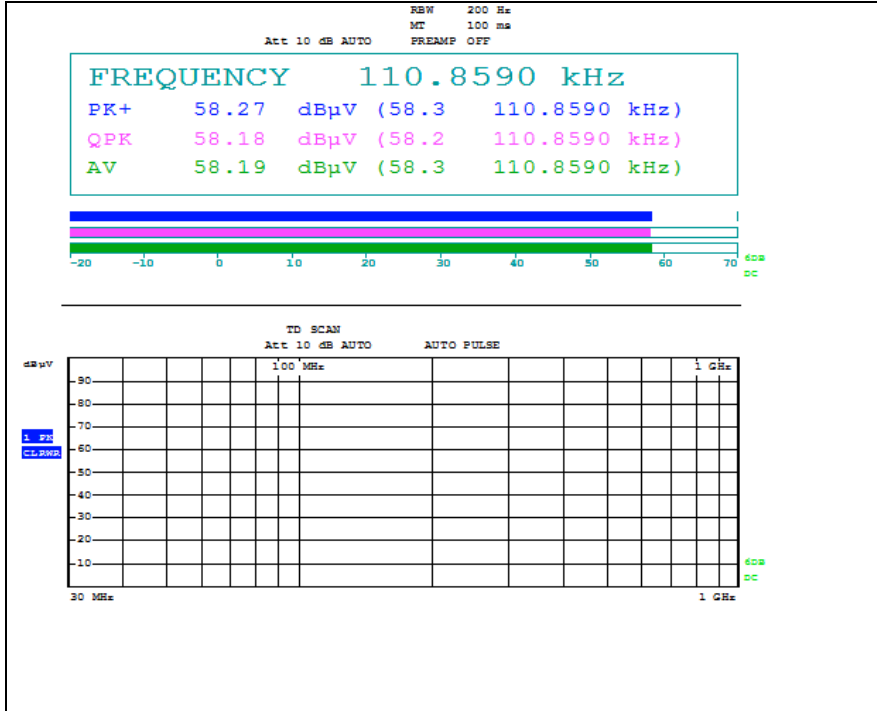 RBW 200 Hz
MT 100 ms
Att 10 dB AUTO PREAMP OFF
FREQUENCY 110.8590 kHz
PK+ 58.27 dBµV (58.3 110.8590 kHz)
QPK 58.18 dBµV (58.2 110.8590 kHz)
AV 58.19 dBµV (58.3 110.8590 kHz)
-20 -10 0 10 20 30 40 50 60 70
6DB
DC
TD SCAN
Att 10 dB AUTO AUTO PULSE
dBµV
100 MHz 1 GHz
90
80
70
1 PK
CLRWR
60
50
40
30
20
10
6DB
DC
30 MHz 1 GHz